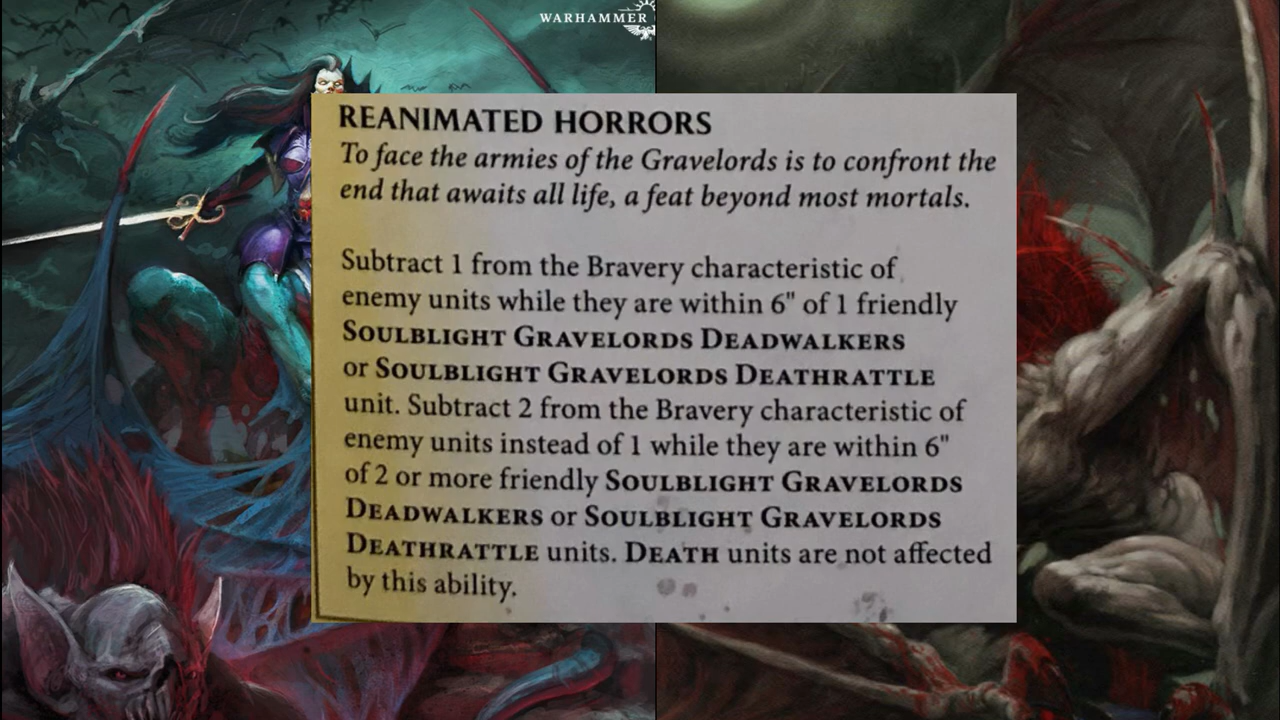 WARHAMMER
REANIMATED HORRORS
To face the armies of the Gravelords is to confront the
end that awaits all life, a feat beyond most mortals.
Subtract 1 from the Bravery characteristic of
enemy units while they are within 6" of 1 friendly
SOULBLIGHT GRAVELORDS DEADWALKERS
or SOULBLIGHT GRAVELORDS DEATHRATTLE
unit. Subtract 2 from the Bravery characteristic of
enemy units instead of 1 while they are within 6"
of 2 or more friendly SOULBLIGHT GRAVELORDS
DEADWALKERS or SOULBLIGHT GRAVELORDS
DEATHRATTLE units. DEATH units are not affected
by this ability.